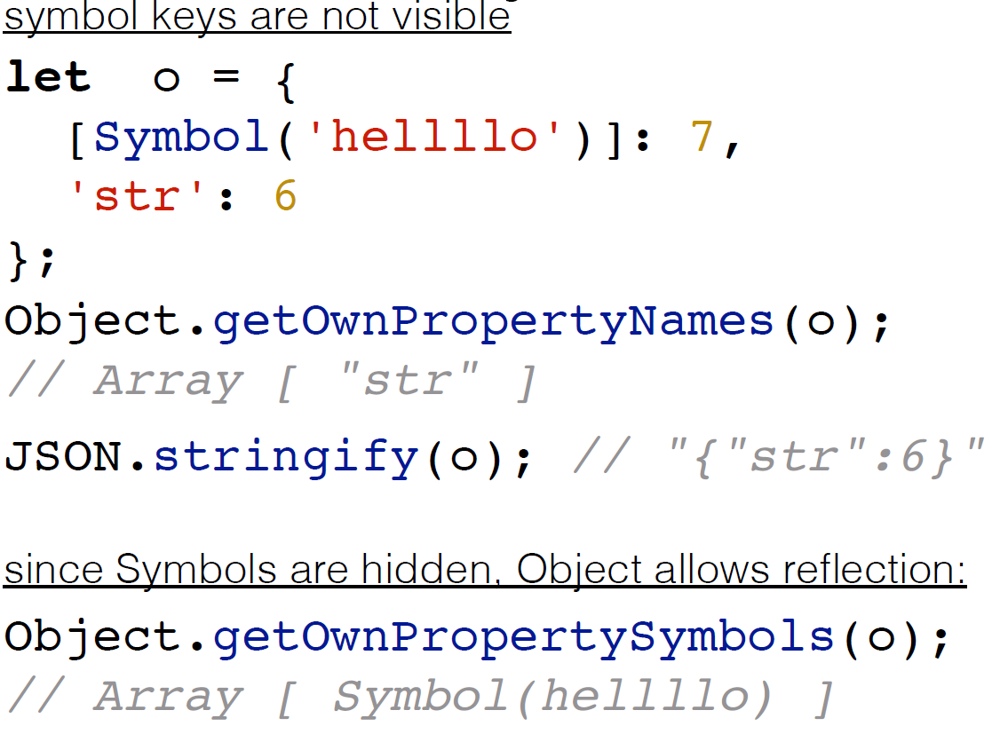 symbol keys are not visible
let o = {
[Symbol('hellllo')]: 7,
'str': 6
};
Object.getOwnPropertyNames(o);
// Array [ "str" ]
JSON.stringify(o); // "{"str":6}"
since Symbols are hidden, Object allows reflection:
Object.getOwnPropertySymbols(o);
// Array [ Symbol(hellllo) ]